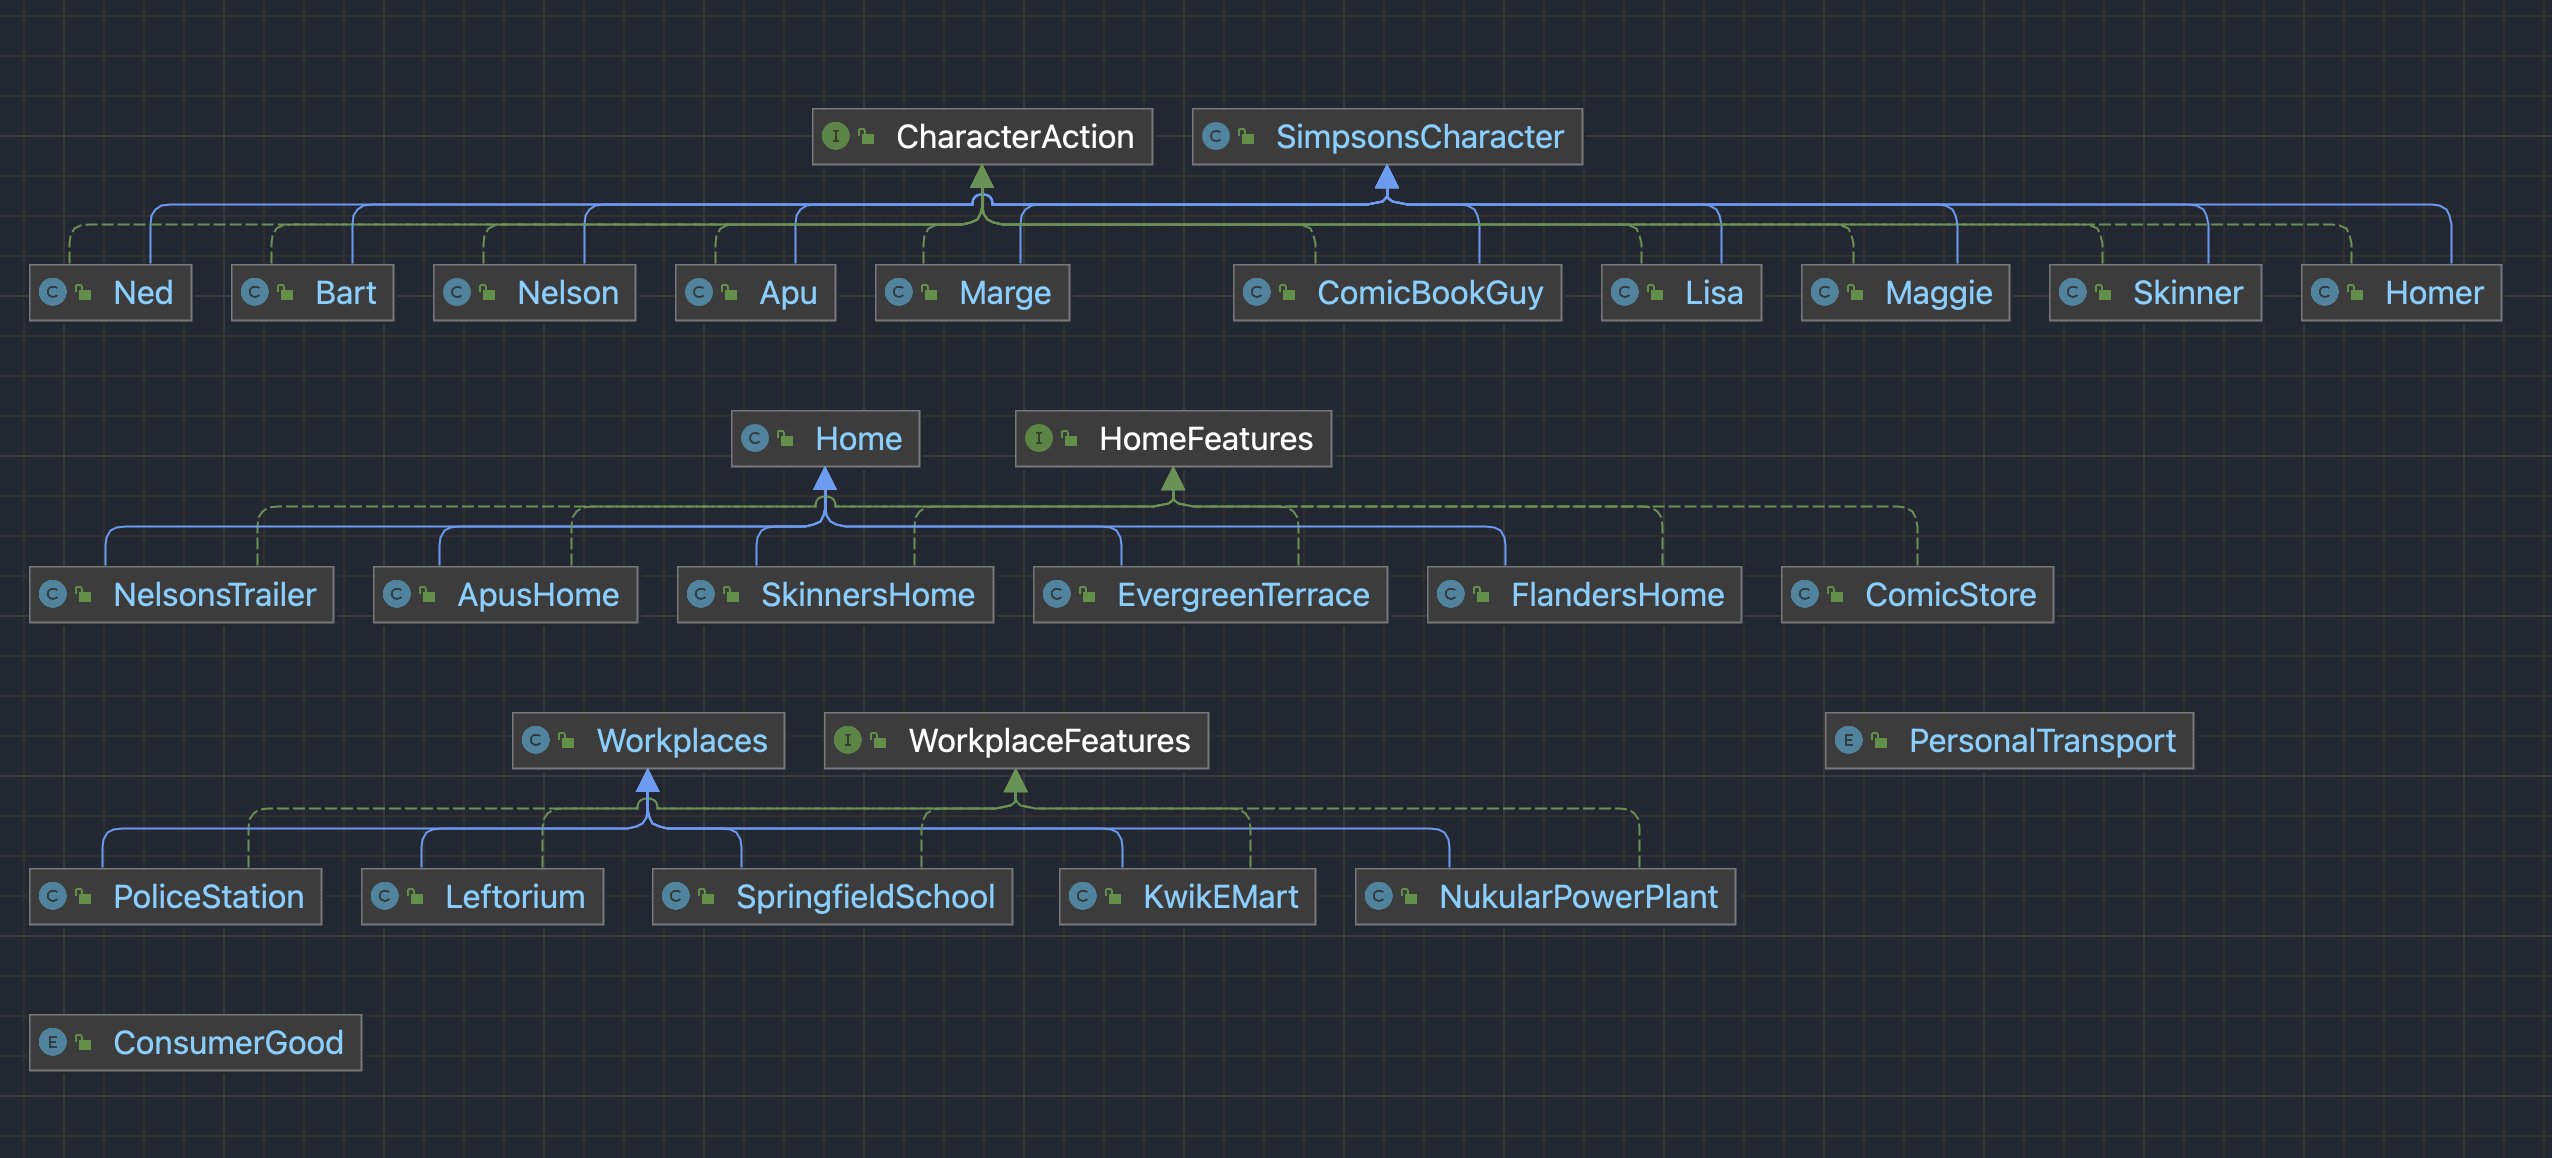 I CharacterAction
C SimpsonsCharacter
C Ned
C Bart
C Nelson
C Apu
C Marge
C ComicBookGuy
C Lisa
C Maggie
C Skinner
C Homer
C Home
I HomeFeatures
C NelsonsTrailer
C ApusHome
C SkinnersHome
C EvergreenTerrace
C FlandersHome
C ComicStore
C Workplaces
I WorkplaceFeatures
E PersonalTransport
C PoliceStation
C Leftorium
C SpringfieldSchool
C KwikEMart
C NukularPowerPlant
E ConsumerGood